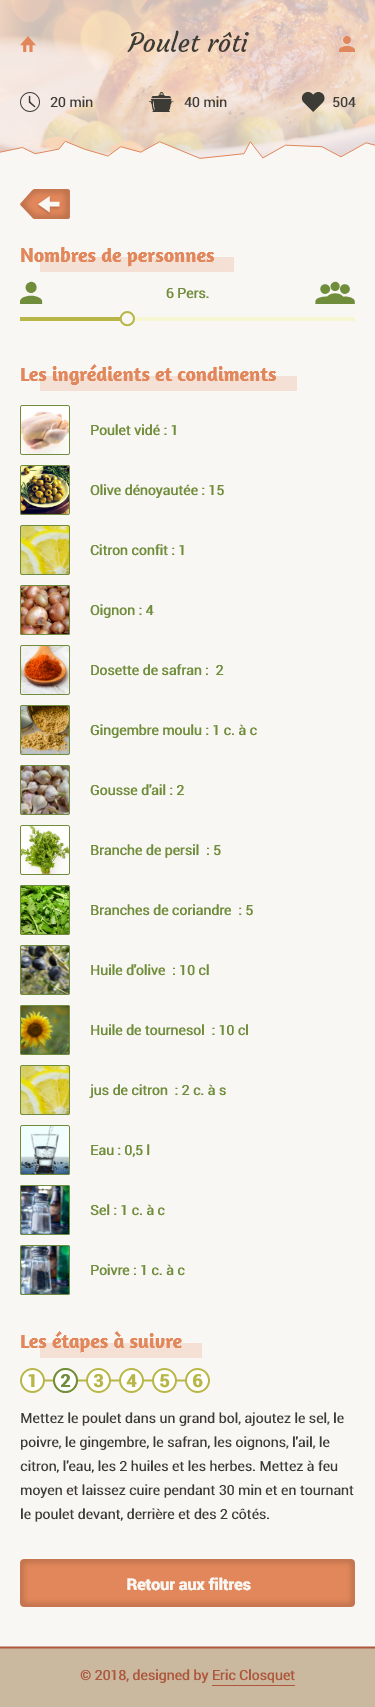 Poulet rôti
20 min 40 min 504
Nombres de personnes
6 Pers.
Les ingrédients et condiments
Poulet vidé : 1
Olive dénoyautée : 15
Citron confit : 1
Oignon : 4
Dosette de safran : 2
Gingembre moulu : 1 c. à c
Gousse d'ail : 2
Branche de persil : 5
Branches de coriandre : 5
Huile d'olive : 10 cl
Huile de tournesol : 10 cl
jus de citron : 2 c. à s
Eau : 0,5 l
Sel : 1 c. à c
Poivre : 1 c. à c
Les étapes à suivre
1 2 3 4 5 6
Mettez le poulet dans un grand bol, ajoutez le sel, le
poivre, le gingembre, le safran, les oignons, l'ail, le
citron, l'eau, les 2 huiles et les herbes. Mettez à feu
moyen et laissez cuire pendant 30 min et en tournant
le poulet devant, derrière et des 2 côtés.
Retour aux filtres
© 2018, designed by Eric Closquet